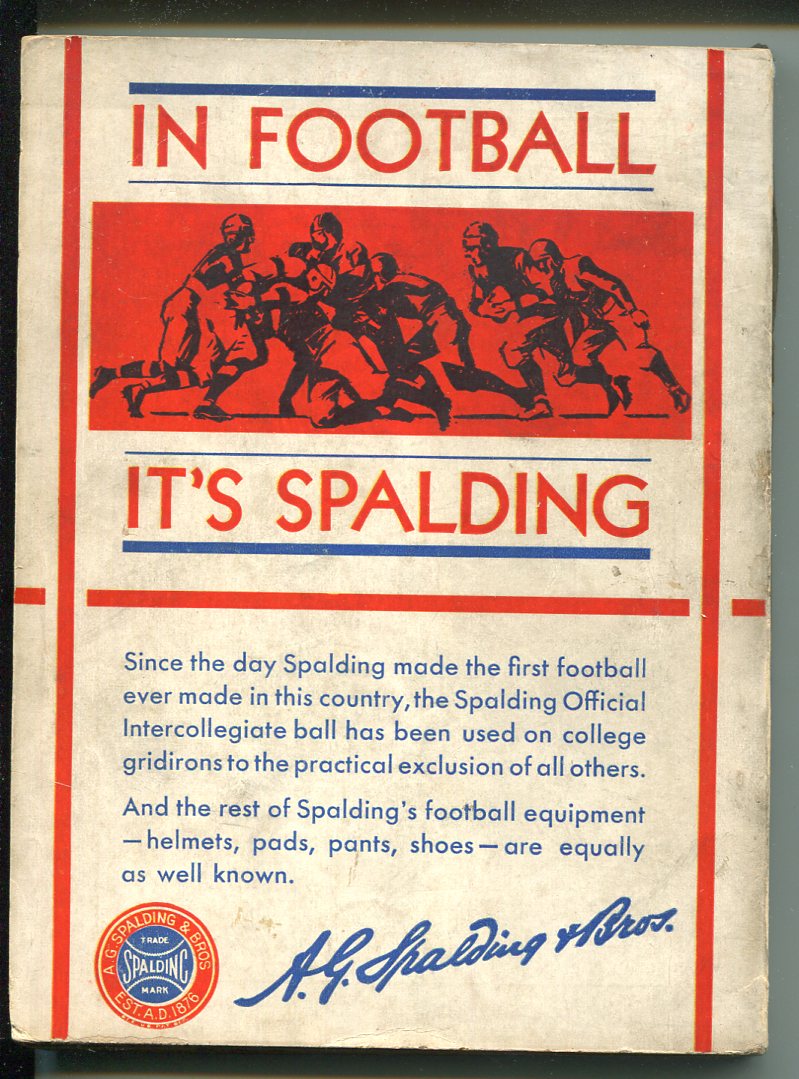 IN FOOTBALL
IT'S SPALDING
Since the day Spalding made the first football
ever made in this country, the Spalding Official
Intercollegiate ball has been used on college
gridirons to the practical exclusion of all others.
And the rest of Spalding's football equipment
—helmets, pads, pants, shoes—are equally
as well known.
A.G. SPALDING & BROS
TRADE
SPALDING
MARK
EST. A.D. 1876
REG. U.S. PAT. OFF.
A.G. Spalding & Bros.